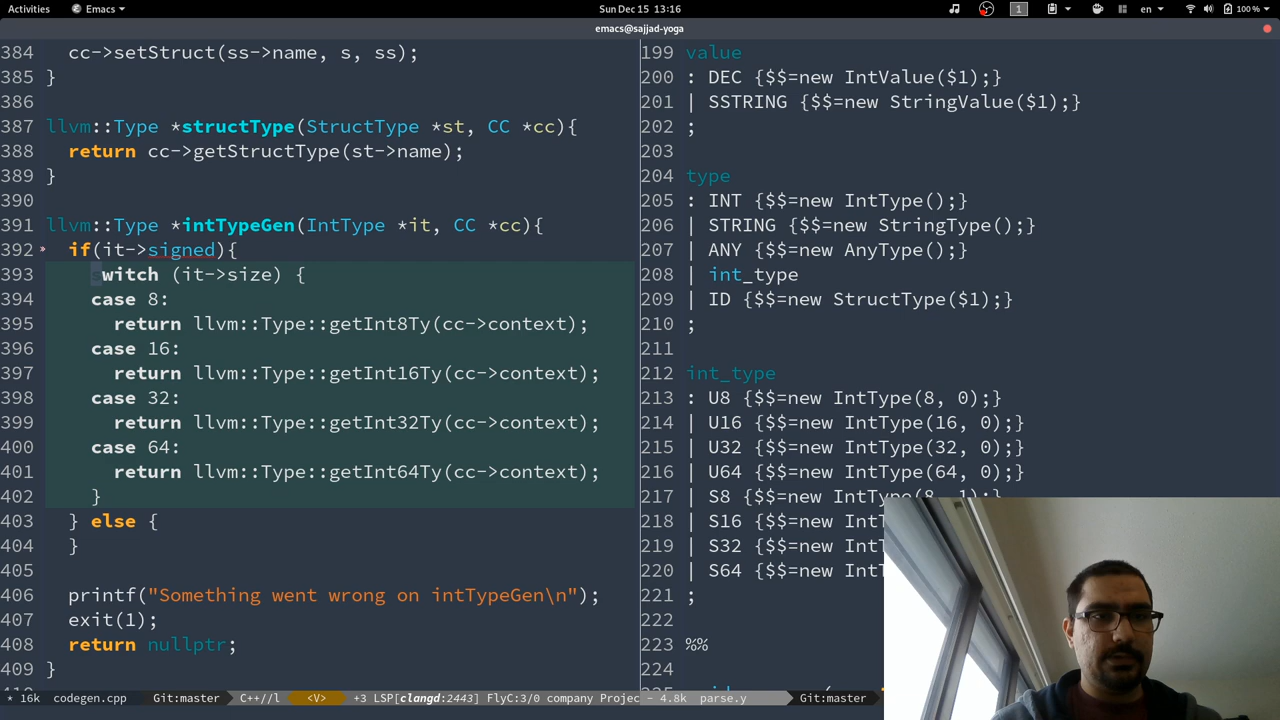 Activities
Emacs
Sun Dec 15 13:16
1
en
100 %
emacs@sajjad-yoga
384 cc->setStruct(ss->name, s, ss);
385 }
386
387 llvm::Type *structType(StructType *st, CC *cc){
388 return cc->getStructType(st->name);
389 }
390
391 llvm::Type *intTypeGen(IntType *it, CC *cc){
392 » if(it->signed){
393 switch (it->size) {
394 case 8:
395 return llvm::Type::getInt8Ty(cc->context);
396 case 16:
397 return llvm::Type::getInt16Ty(cc->context);
398 case 32:
399 return llvm::Type::getInt32Ty(cc->context);
400 case 64:
401 return llvm::Type::getInt64Ty(cc->context);
402 }
403 } else {
404 }
405
406 printf("Something went wrong on intTypeGen\n");
407 exit(1);
408 return nullptr;
409 }
* 16k codegen.cpp Git:master C++//l <V> +3 LSP[clangd:2443] FlyC:3/0 company Projec
199 value
200 : DEC {$$=new IntValue($1);}
201 | SSTRING {$$=new StringValue($1);}
202 ;
203
204 type
205 : INT {$$=new IntType();}
206 | STRING {$$=new StringType();}
207 | ANY {$$=new AnyType();}
208 | int_type
209 | ID {$$=new StructType($1);}
210 ;
211
212 int_type
213 : U8 {$$=new IntType(8, 0);}
214 | U16 {$$=new IntType(16, 0);}
215 | U32 {$$=new IntType(32, 0);}
216 | U64 {$$=new IntType(64, 0);}
217 | S8 {$$=new IntType(8, 1);}
218 | S16 {$$=new IntT
219 | S32 {$$=new IntT
220 | S64 {$$=new IntT
221 ;
222
223 %%
224
- 4.8k parse.y Git:master